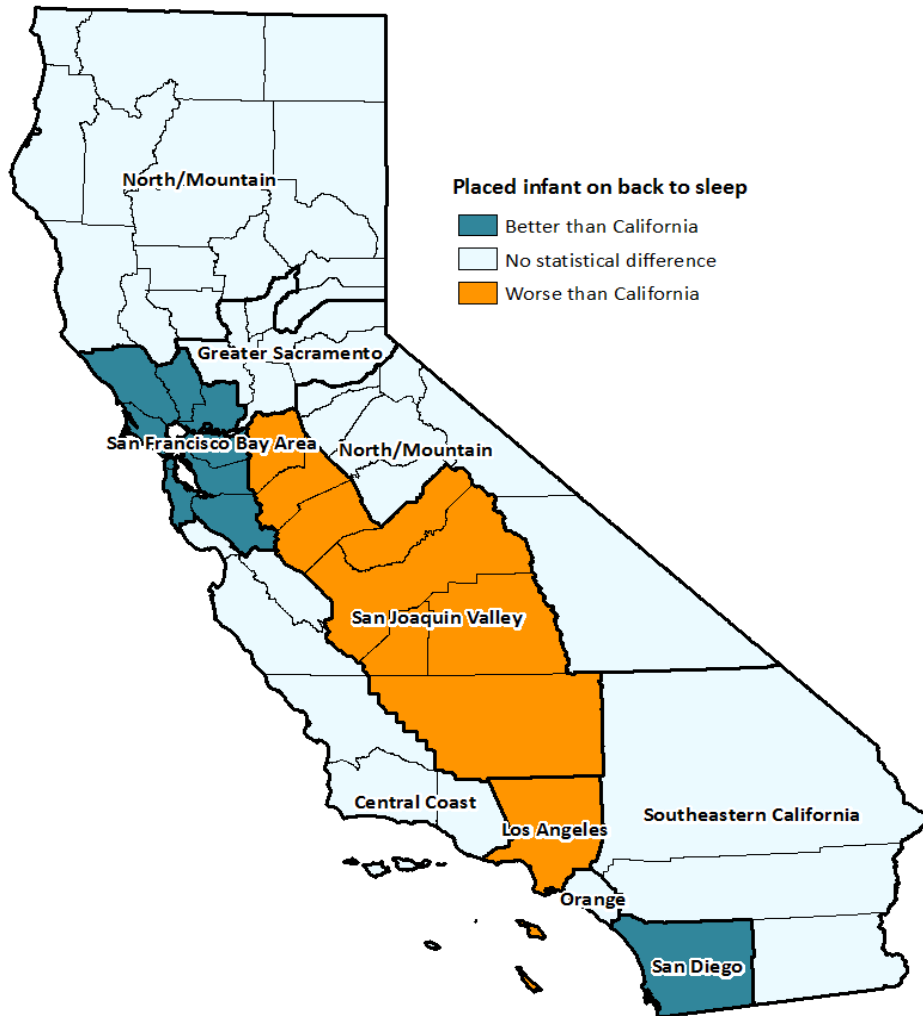 North/Mountain
Placed infant on back to sleep
Better than California
No statistical difference
Worse than California
Greater Sacramento
San Francisco Bay Area
North/Mountain
San Joaquin Valley
Central Coast
Los Angeles
Southeastern California
Orange
San Diego